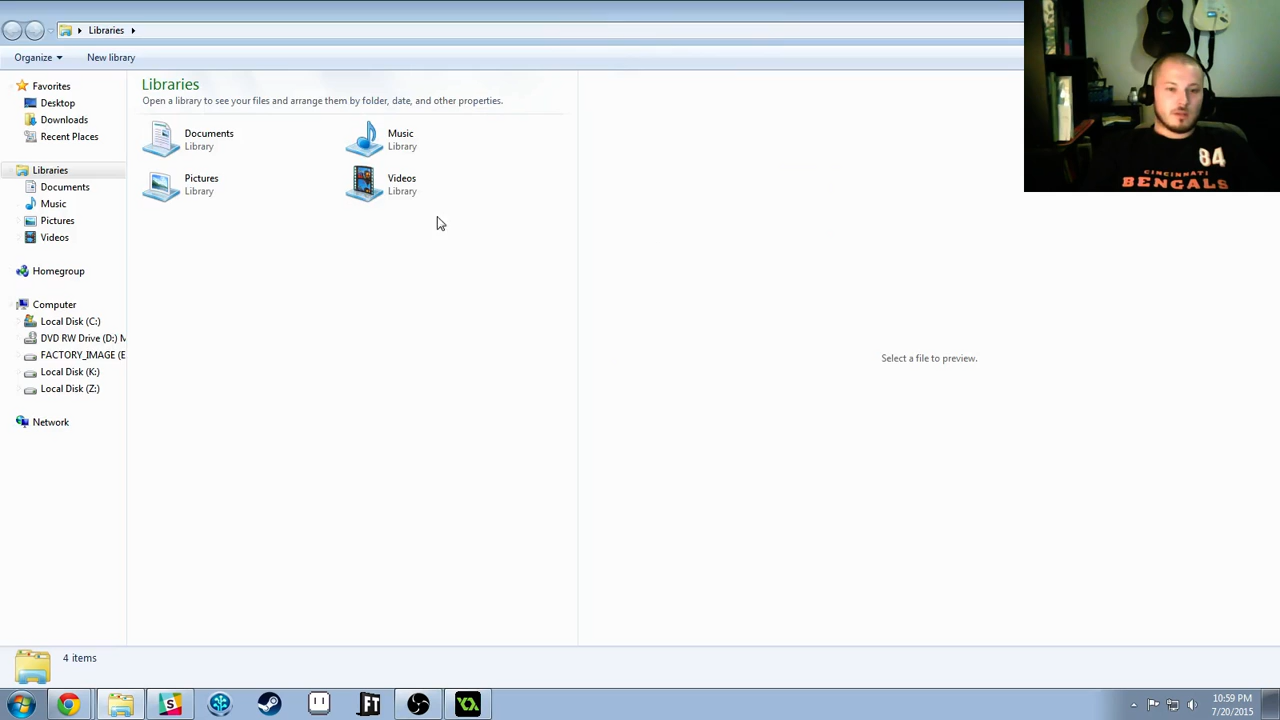 Libraries
Organize
New library
Favorites
Desktop
Downloads
Recent Places
Libraries
Documents
Music
Pictures
Videos
Homegroup
Computer
Local Disk (C:)
DVD RW Drive (D:) M
FACTORY_IMAGE (E
Local Disk (K:)
Local Disk (Z:)
Network
Libraries
Open a library to see your files and arrange them by folder, date, and other properties.
Documents
Library
Music
Library
Pictures
Library
Videos
Library
Select a file to preview.
84
CINCINNATI
BENGALS
4 items
S
FT
10:59 PM
7/20/2015